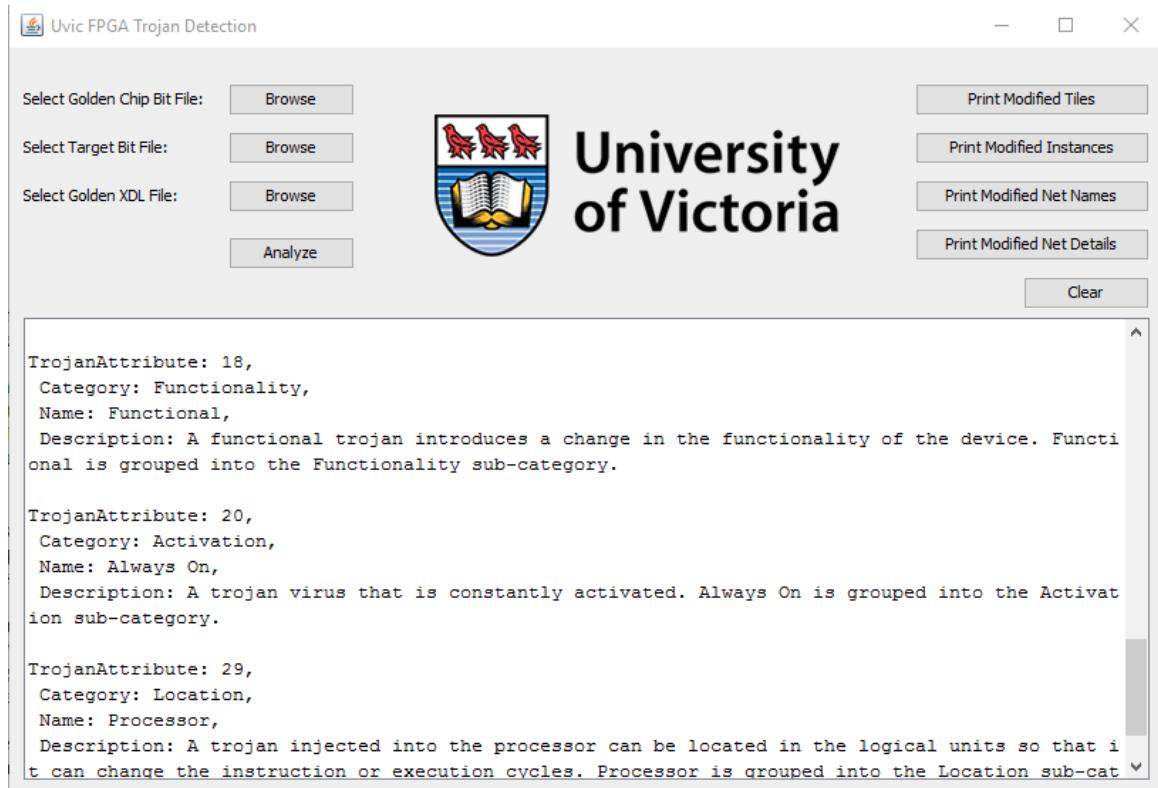 Uvic FPGA Trojan Detection
Select Golden Chip Bit File:
Browse
Select Target Bit File:
Browse
Select Golden XDL File:
Browse
Analyze
University
of Victoria
Print Modified Tiles
Print Modified Instances
Print Modified Net Names
Print Modified Net Details
Clear
TrojanAttribute: 18,
Category: Functionality,
Name: Functional,
Description: A functional trojan introduces a change in the functionality of the device. Functi
onal is grouped into the Functionality sub-category.
TrojanAttribute: 20,
Category: Activation,
Name: Always On,
Description: A trojan virus that is constantly activated. Always On is grouped into the Activat
ion sub-category.
TrojanAttribute: 29,
Category: Location,
Name: Processor,
Description: A trojan injected into the processor can be located in the logical units so that i
t can change the instruction or execution cycles. Processor is grouped into the Location sub-cat